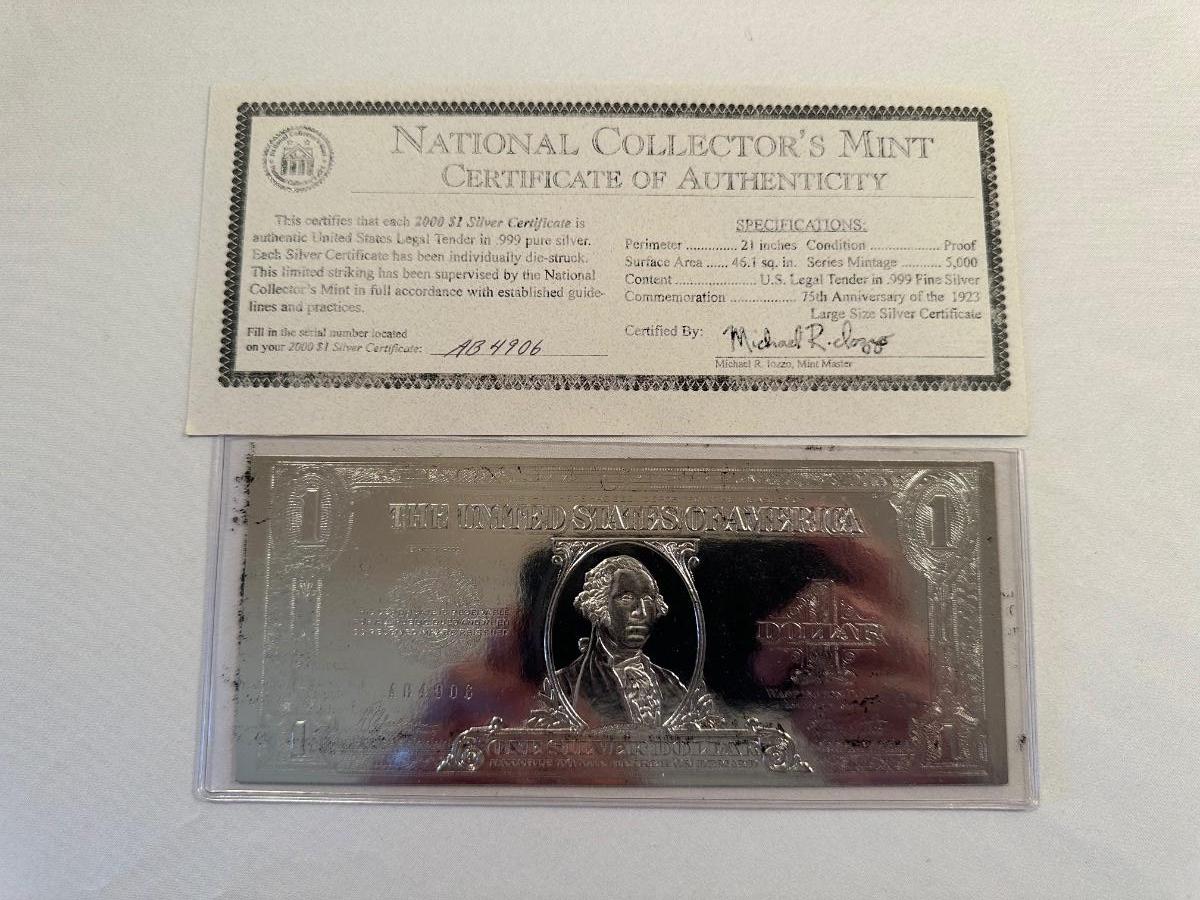 National Collector's Mint
NATIONAL COLLECTOR'S MINT
CERTIFICATE OF AUTHENTICITY
This certifies that each 2000 $1 Silver Certificate is
authentic United States Legal Tender in .999 pure silver.
Each Silver Certificate has been individually die-struck.
This limited striking has been supervised by the National
Collector's Mint in full accordance with established guide-
lines and practices.
Fill in the serial number located
on your 2000 $1 Silver Certificate: AB 4906
SPECIFICATIONS:
Perimeter ............. 21 inches Condition .................. Proof
Surface Area ...... 46.1 sq. in. Series Mintage .......... 5,000
Content ..................... U.S. Legal Tender in .999 Fine Silver
Commemoration ................ 75th Anniversary of the 1923
Large Size Silver Certificate
Certified By: Michael R. Iozzo
Michael R. Iozzo, Mint Master
1 1
THE UNITED STATES OF AMERICA
1
DOLLAR
AB4906
1 1
ONE SILVER DOLLAR